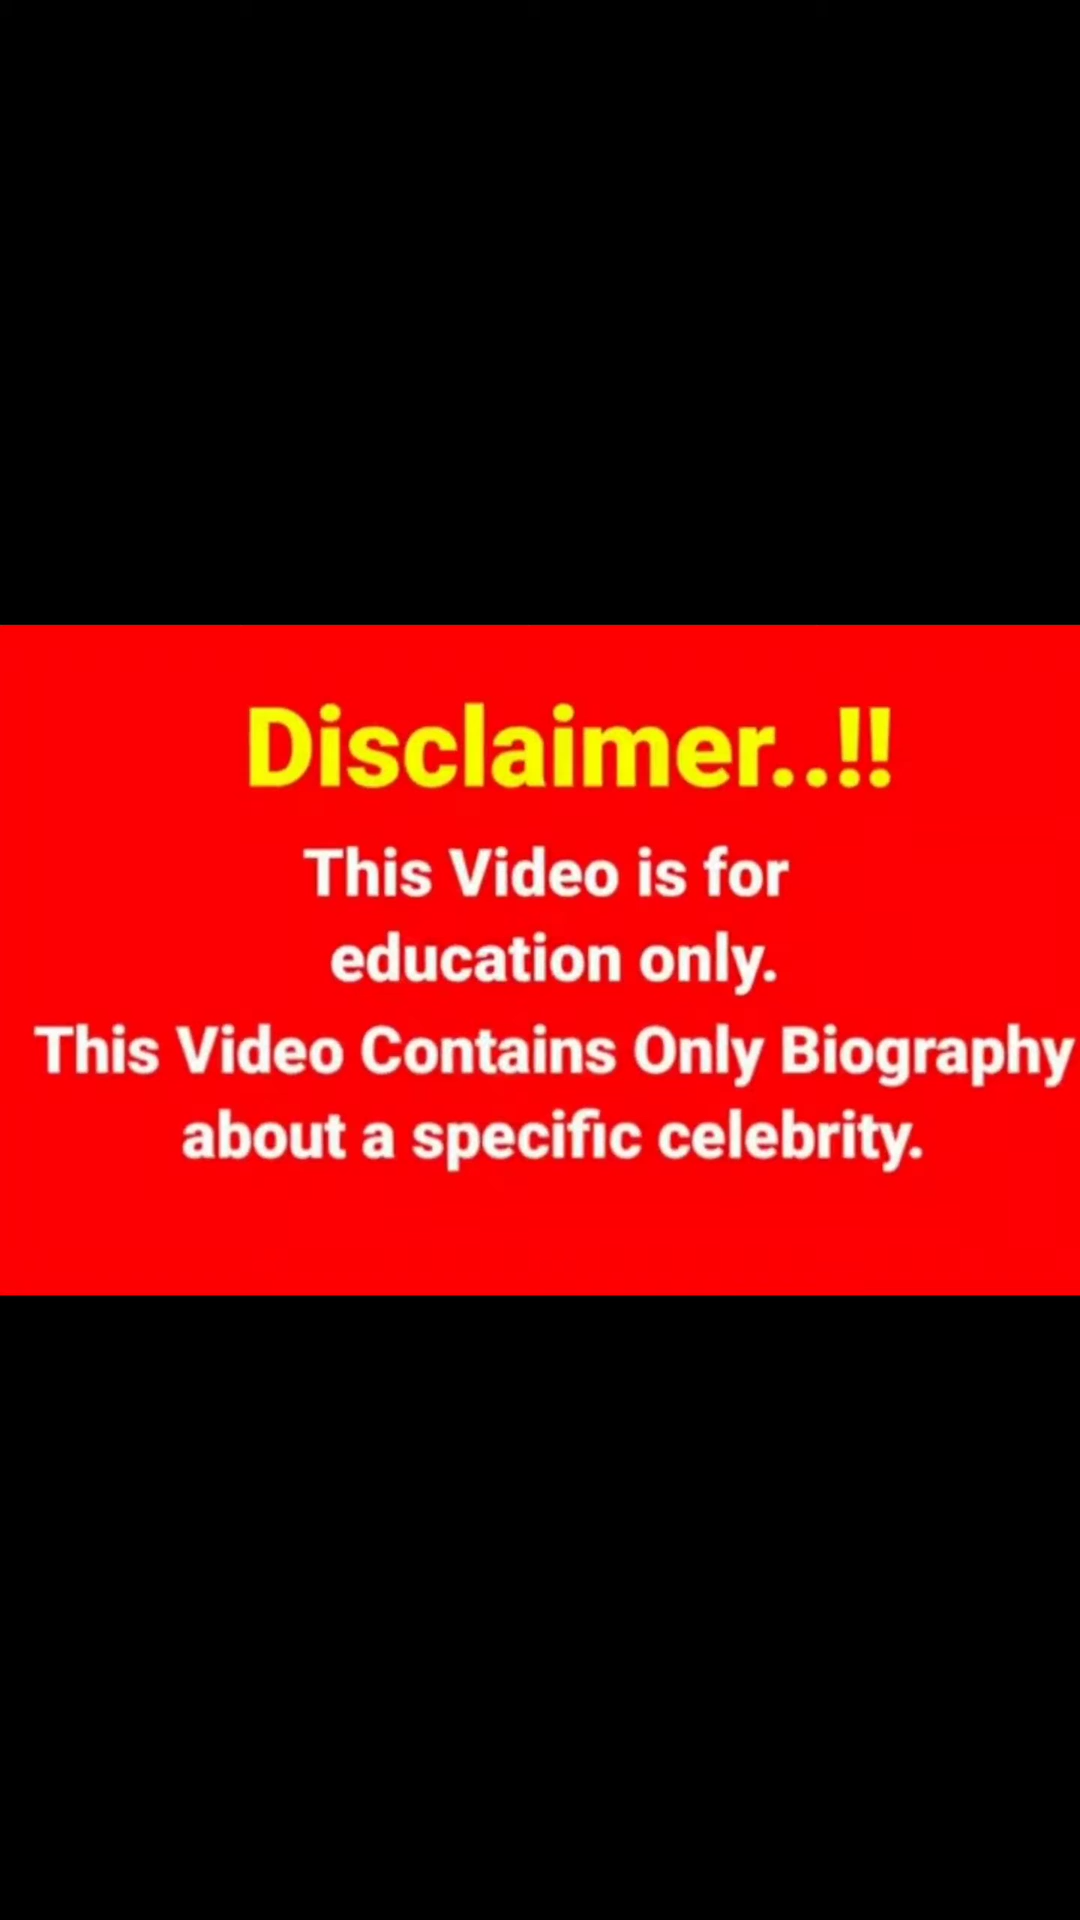 Disclaimer..!!
This Video is for
education only.
This Video Contains Only Biography
about a specific celebrity.